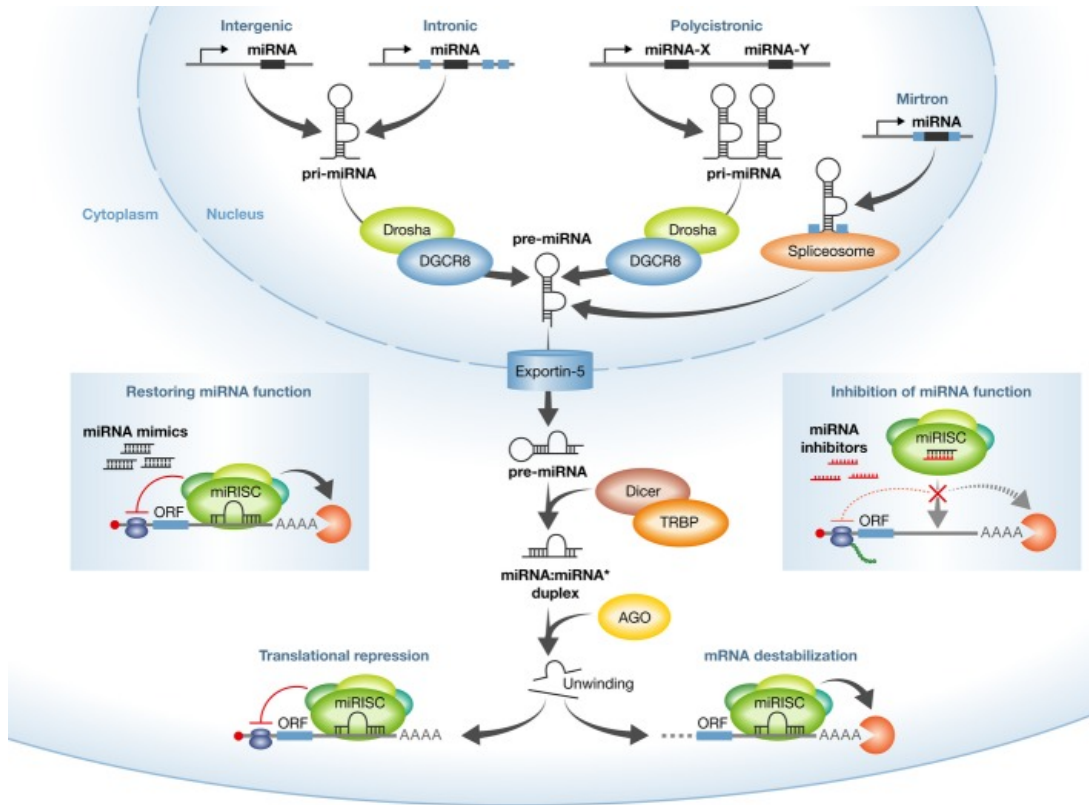 Intergenic
miRNA
Intronic
miRNA
Polycistronic
miRNA-X
miRNA-Y
Mirtron
miRNA
pri-miRNA
pri-miRNA
Cytoplasm
Nucleus
Drosha
DGCR8
pre-miRNA
Drosha
DGCR8
Spliceosome
Exportin-5
Restoring miRNA function
miRNA mimics
miRISC
ORF
AAAA
Inhibition of miRNA function
miRNA
inhibitors
miRISC
ORF
AAAA
pre-miRNA
Dicer
TRBP
miRNA:miRNA*
duplex
AGO
Unwinding
Translational repression
miRISC
ORF
AAAA
mRNA destabilization
miRISC
ORF
AAAA